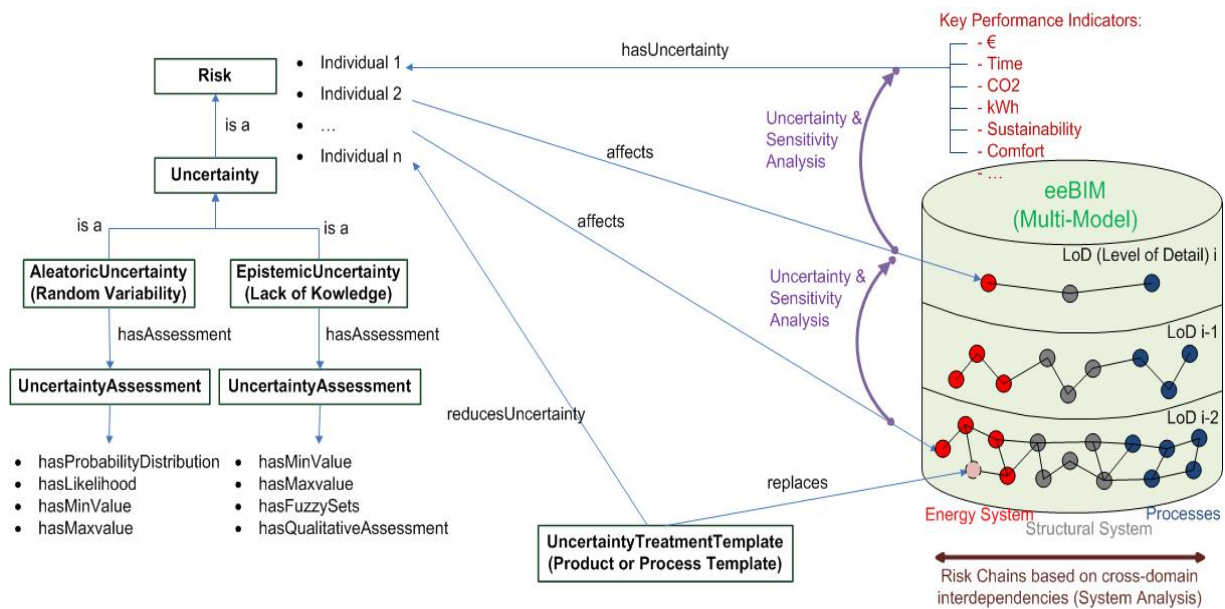 Key Performance Indicators:
- €
- Time
- CO2
- kWh
- Sustainability
- Comfort
- ...
hasUncertainty
Risk
• Individual 1
• Individual 2
• ...
• Individual n
is a
Uncertainty
Uncertainty &
Sensitivity
Analysis
affects
affects
eeBIM
(Multi-Model)
is a
is a
LoD (Level of Detail) i
AleatoricUncertainty
(Random Variability)
EpistemicUncertainty
(Lack of Kowledge)
Uncertainty &
Sensitivity
Analysis
hasAssessment
hasAssessment
LoD i-1
UncertaintyAssessment
UncertaintyAssessment
reducesUncertainty
LoD i-2
• hasProbabilityDistribution
• hasLikelihood
• hasMinValue
• hasMaxvalue
• hasMinValue
• hasMaxvalue
• hasFuzzySets
• hasQualitativeAssessment
replaces
Energy System
Structural System
Processes
UncertaintyTreatmentTemplate
(Product or Process Template)
Risk Chains based on cross-domain
interdependencies (System Analysis)